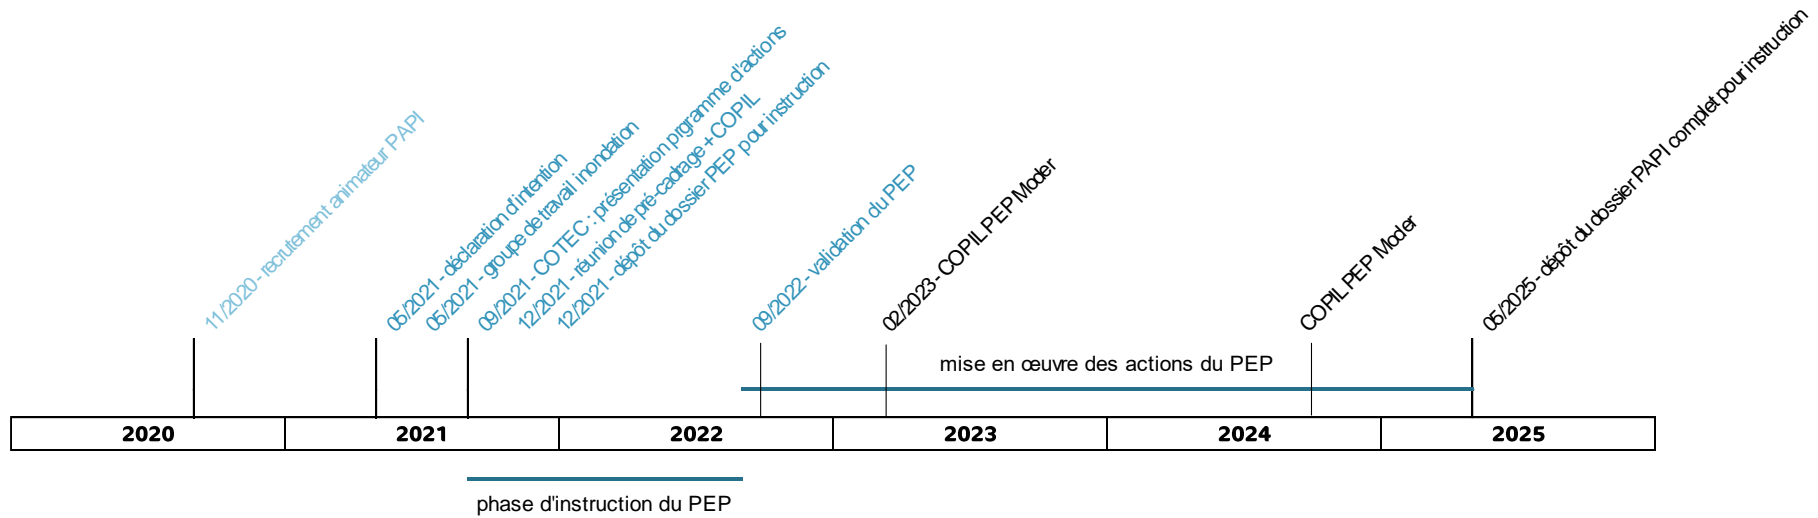 11/2020 - recrutement animateur PAPI
05/2021 - déclaration d'intention
05/2021 - groupe de travail inondation
09/2021 - COTEC : présentation prgramme d'actions
12/2021 - réunion de pré-cadrage + COPIL
12/2021 - dépôt du dossier PEP pour instruction
09/2022 - validation du PEP
02/2023 - COPIL PEP Moder
COPIL PEP Moder
05/2025 - dépôt du dossier PAPI complet pour instruction
mise en œuvre des actions du PEP
2020
2021
2022
2023
2024
2025
phase d'instruction du PEP